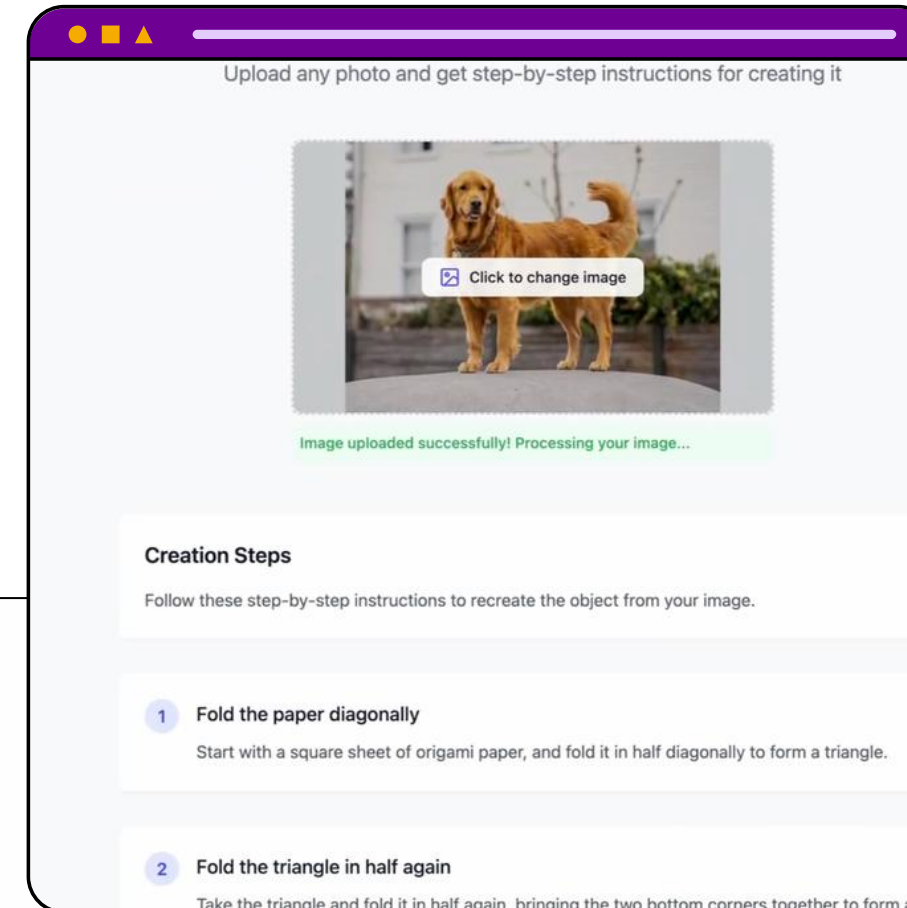 Upload any photo and get step-by-step instructions for creating it
Click to change image
Image uploaded successfully! Processing your image...
Creation Steps
Follow these step-by-step instructions to recreate the object from your image.
1 Fold the paper diagonally
Start with a square sheet of origami paper, and fold it in half diagonally to form a triangle.
2 Fold the triangle in half again
Take the triangle and fold it in half again, bringing the two bottom corners together to form a